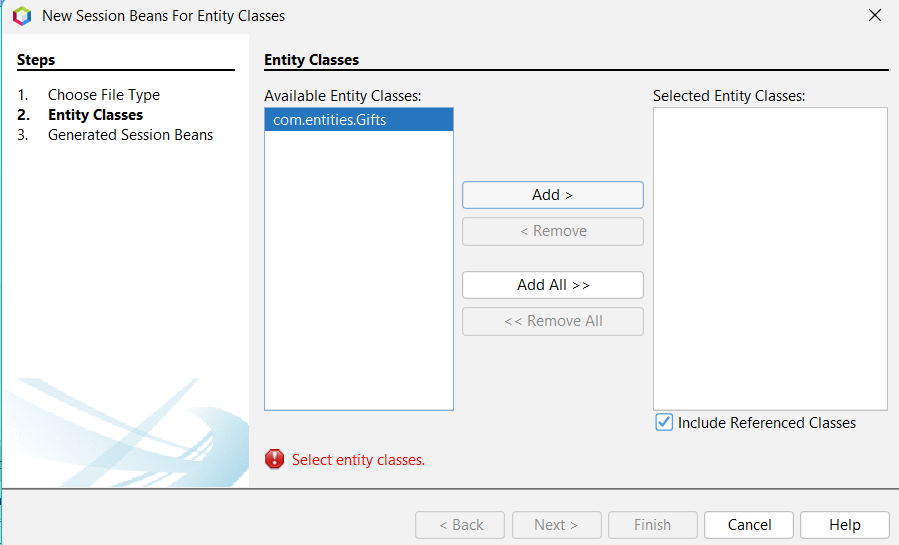 New Session Beans For Entity Classes
Steps
1. Choose File Type
2. Entity Classes
3. Generated Session Beans
Entity Classes
Available Entity Classes:
com.entities.Gifts
Add >
< Remove
Add All >>
<< Remove All
Selected Entity Classes:
Include Referenced Classes
Select entity classes.
< Back
Next >
Finish
Cancel
Help